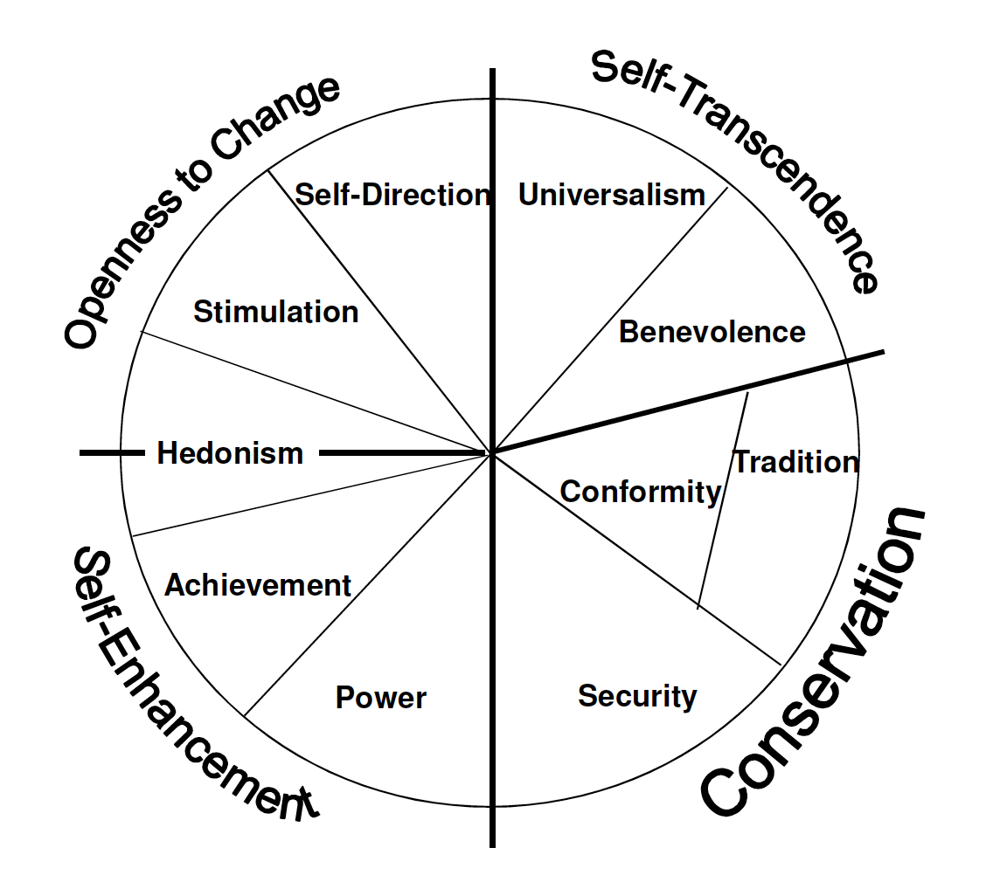 Self-Transcendence
Openness to Change
Self-Direction
Universalism
Stimulation
Benevolence
Hedonism
Tradition
Conformity
Achievement
Power
Security
Self-Enhancement
Conservation